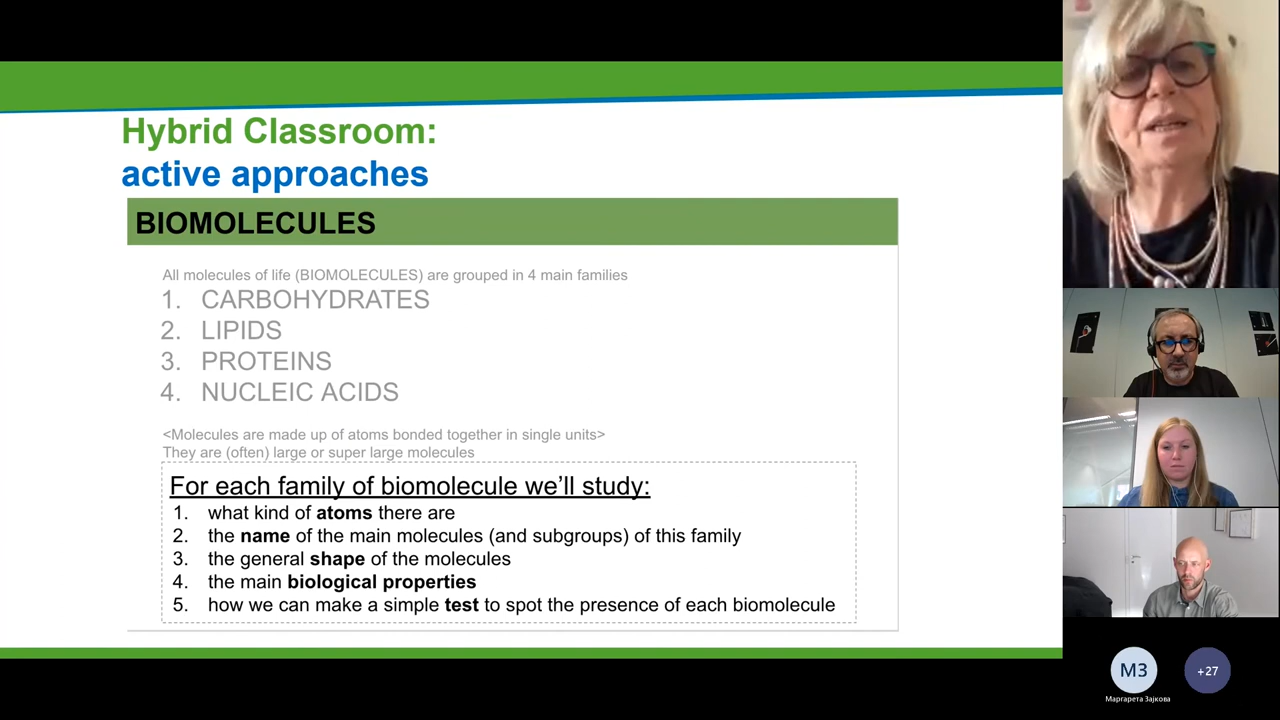 Hybrid Classroom:
active approaches
BIOMOLECULES
All molecules of life (BIOMOLECULES) are grouped in 4 main families
1. CARBOHYDRATES
2. LIPIDS
3. PROTEINS
4. NUCLEIC ACIDS
<Molecules are made up of atoms bonded together in single units>
They are (often) large or super large molecules
For each family of biomolecule we'll study:
1. what kind of atoms there are
2. the name of the main molecules (and subgroups) of this family
3. the general shape of the molecules
4. the main biological properties
5. how we can make a simple test to spot the presence of each biomolecule
МЗ
+27
Маргарета Зајкова